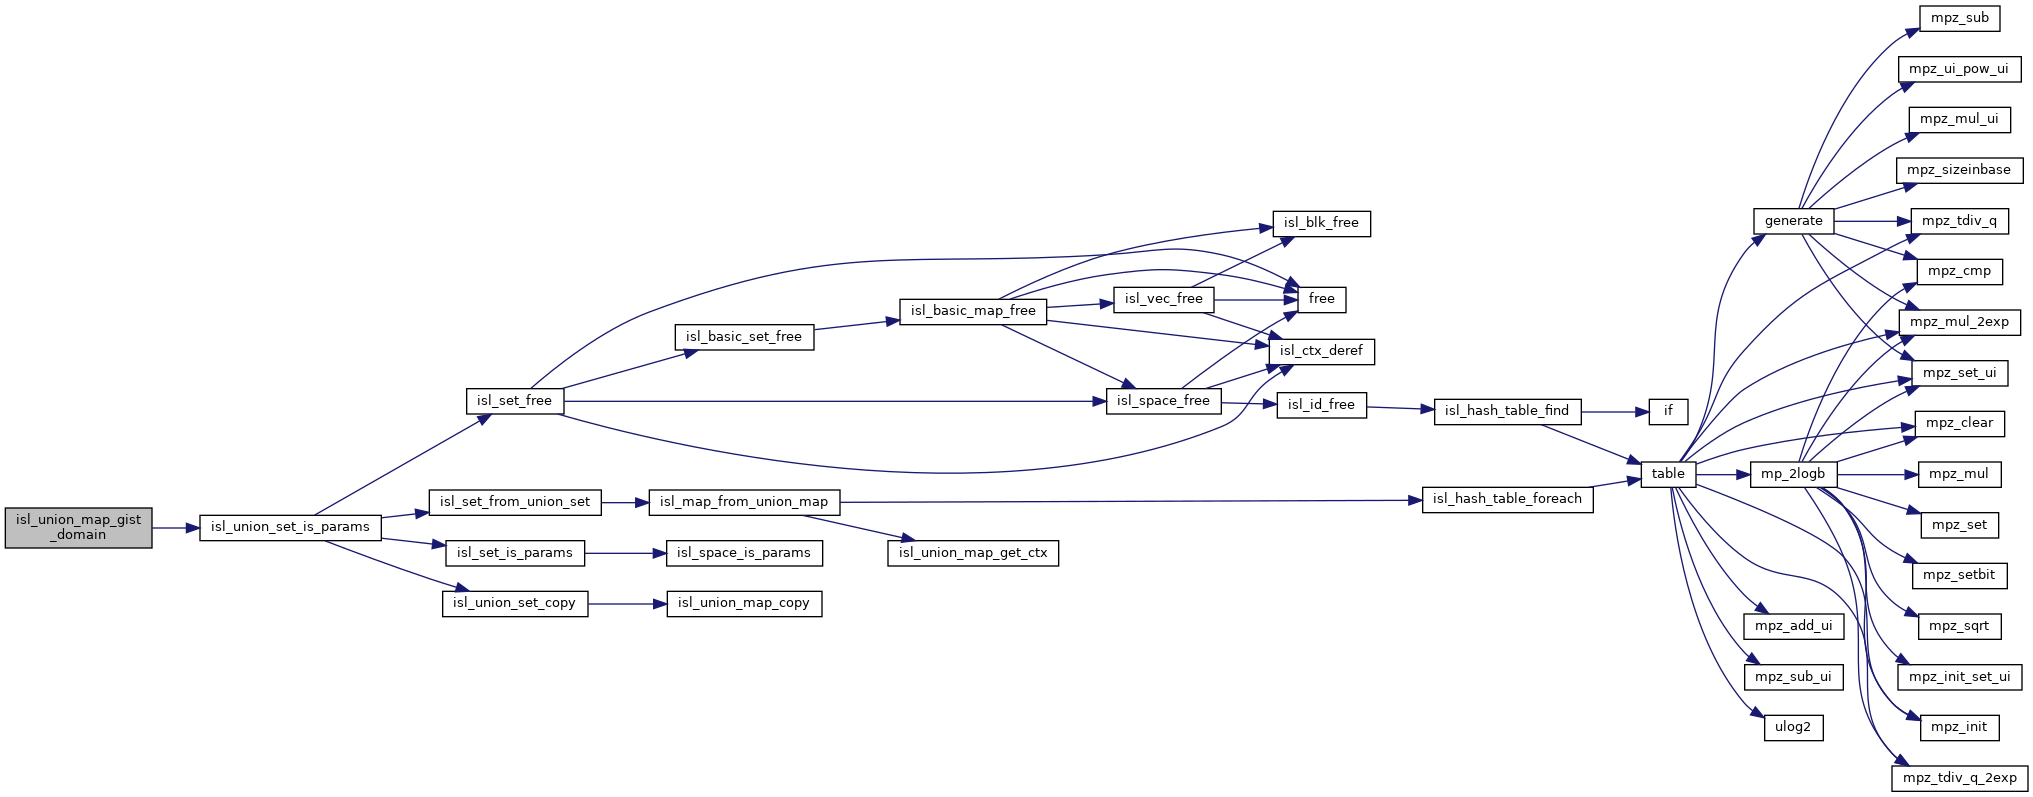 isl_union_map_gist
_domain
isl_union_set_is_params
isl_set_free
isl_set_from_union_set
isl_set_is_params
isl_union_set_copy
isl_basic_set_free
isl_map_from_union_map
isl_space_is_params
isl_union_map_copy
isl_basic_map_free
isl_union_map_get_ctx
isl_vec_free
isl_space_free
isl_blk_free
free
isl_ctx_deref
isl_id_free
isl_hash_table_find
isl_hash_table_foreach
if
table
generate
mp_2logb
mpz_add_ui
mpz_sub_ui
ulog2
mpz_sub
mpz_ui_pow_ui
mpz_mul_ui
mpz_sizeinbase
mpz_tdiv_q
mpz_cmp
mpz_mul_2exp
mpz_set_ui
mpz_clear
mpz_mul
mpz_set
mpz_setbit
mpz_sqrt
mpz_init_set_ui
mpz_init
mpz_tdiv_q_2exp